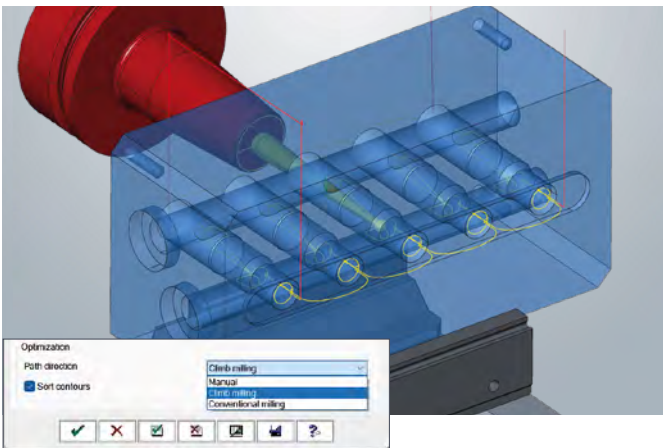 Optimization
Path direction
Climb milling
Sort contours
Manual
Climb milling
Conventional milling